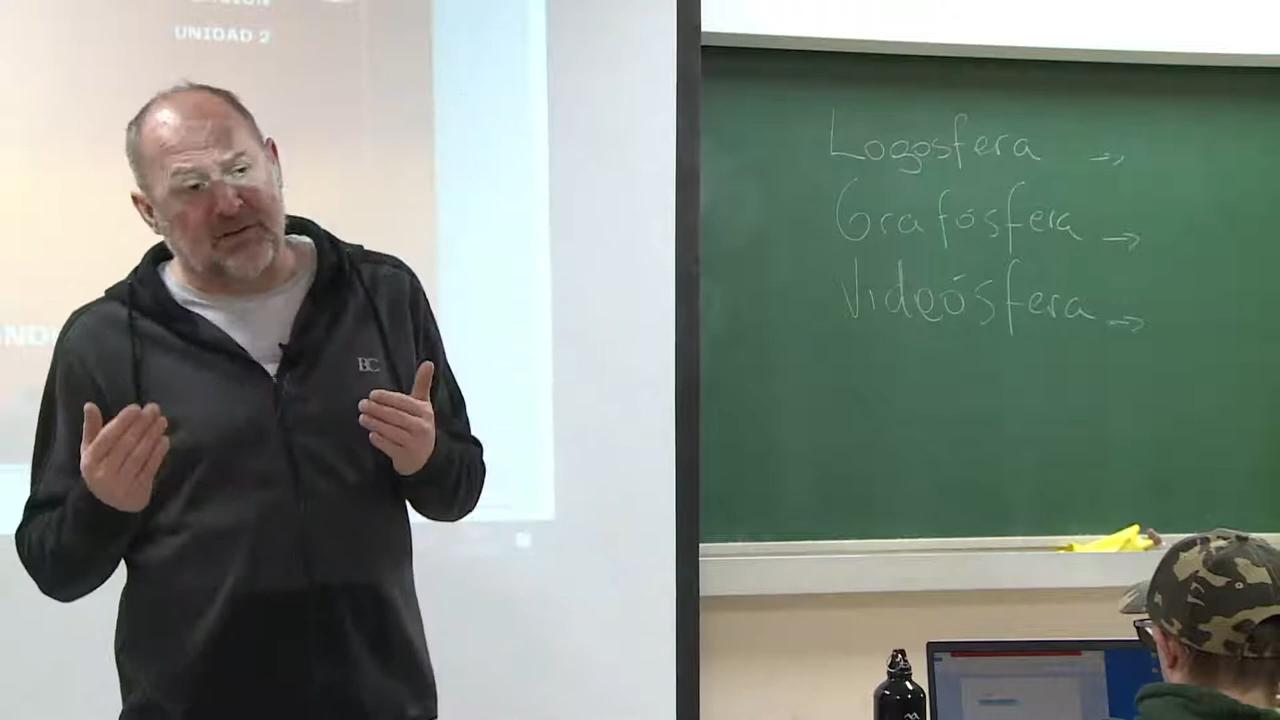 UNIDAD 2
BC
Logosfera →
Grafósfera →
Videósfera →